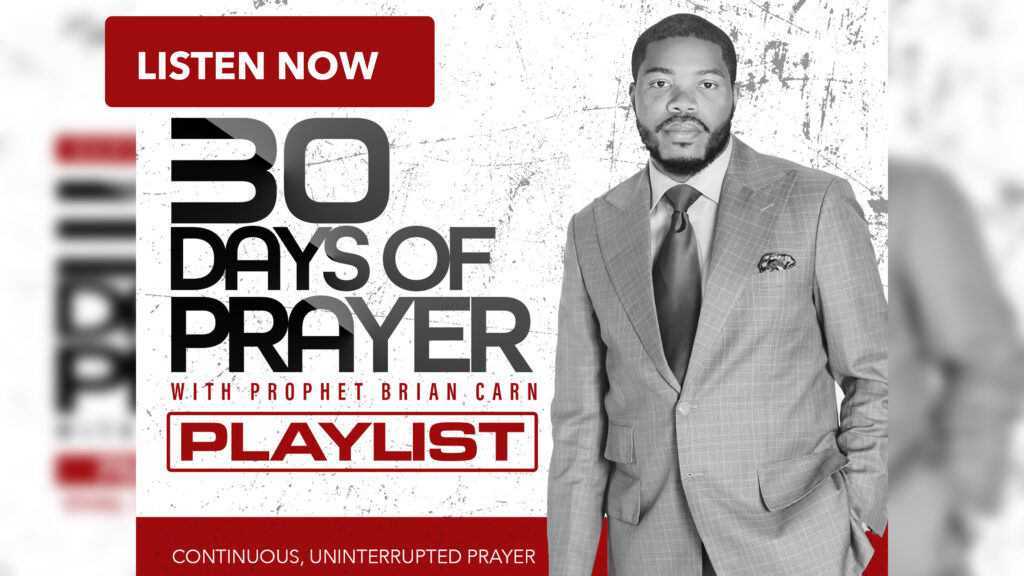 LISTEN NOW
30
DAYS OF
PRAYER
WITH PROPHET BRIAN CARN
PLAYLIST
CONTINUOUS, UNINTERRUPTED PRAYER